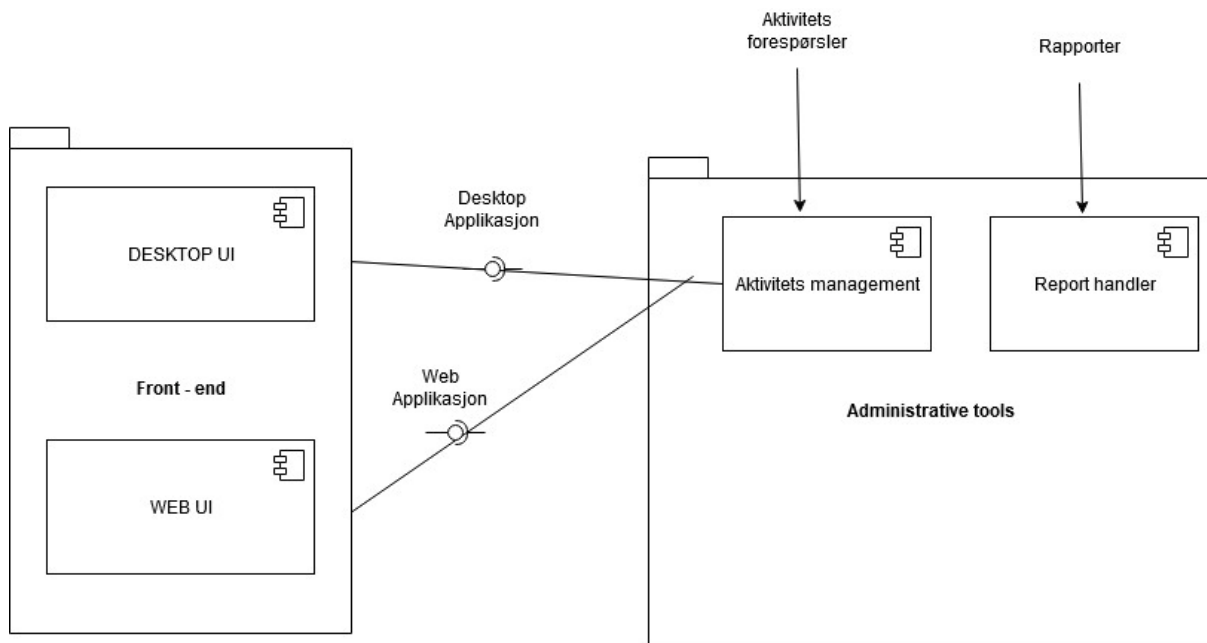 Aktivitets
forespørsler
Rapporter
Desktop
Applikasjon
DESKTOP UI
Aktivitets management
Report handler
Front - end
Web
Applikasjon
Administrative tools
WEB UI